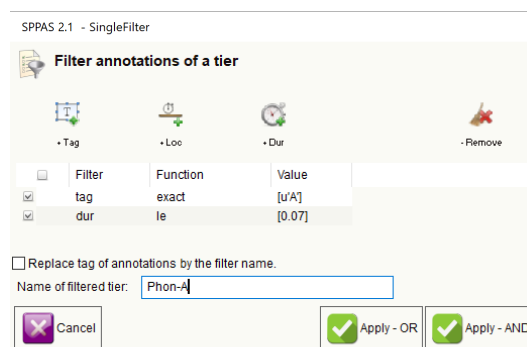 SPPAS 2.1 - SingleFilter
Filter annotations of a tier
+Tag +Loc +Dur -Remove
Filter Function Value
tag exact [u'A']
dur le [0.07]
Replace tag of annotations by the filter name.
Name of filtered tier: Phon-A
Cancel Apply - OR Apply - AND